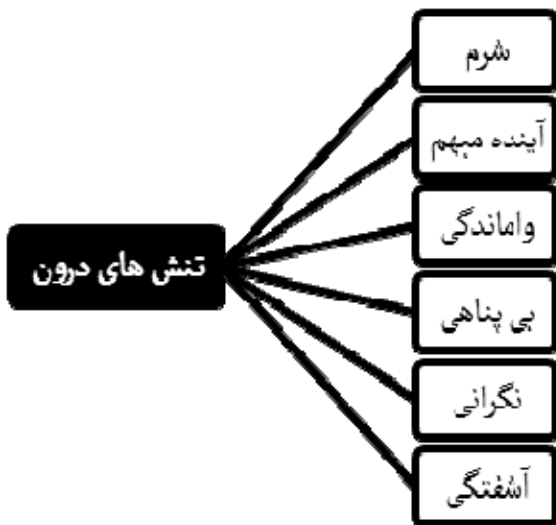 شرم
آینده مبهم
واماندگی
تنش های درون
بی پناهی
نگرانی
آشفتگی